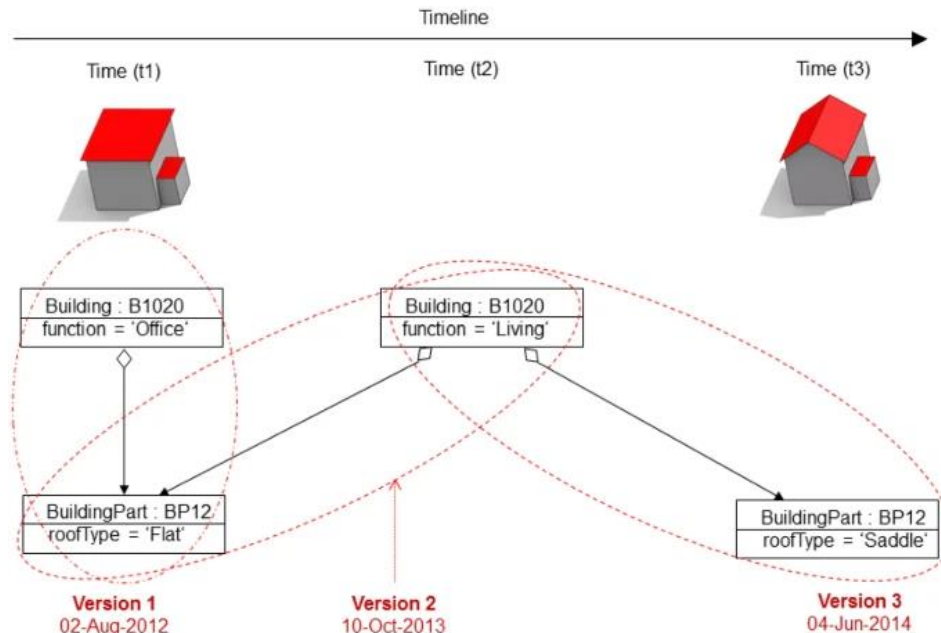 Timeline
Time (t1)
Time (t2)
Time (t3)
Building : B1020
function = 'Office'
Building : B1020
function = 'Living'
BuildingPart : BP12
roofType = 'Flat'
BuildingPart : BP12
roofType = 'Saddle'
Version 1
02-Aug-2012
Version 2
10-Oct-2013
Version 3
04-Jun-2014